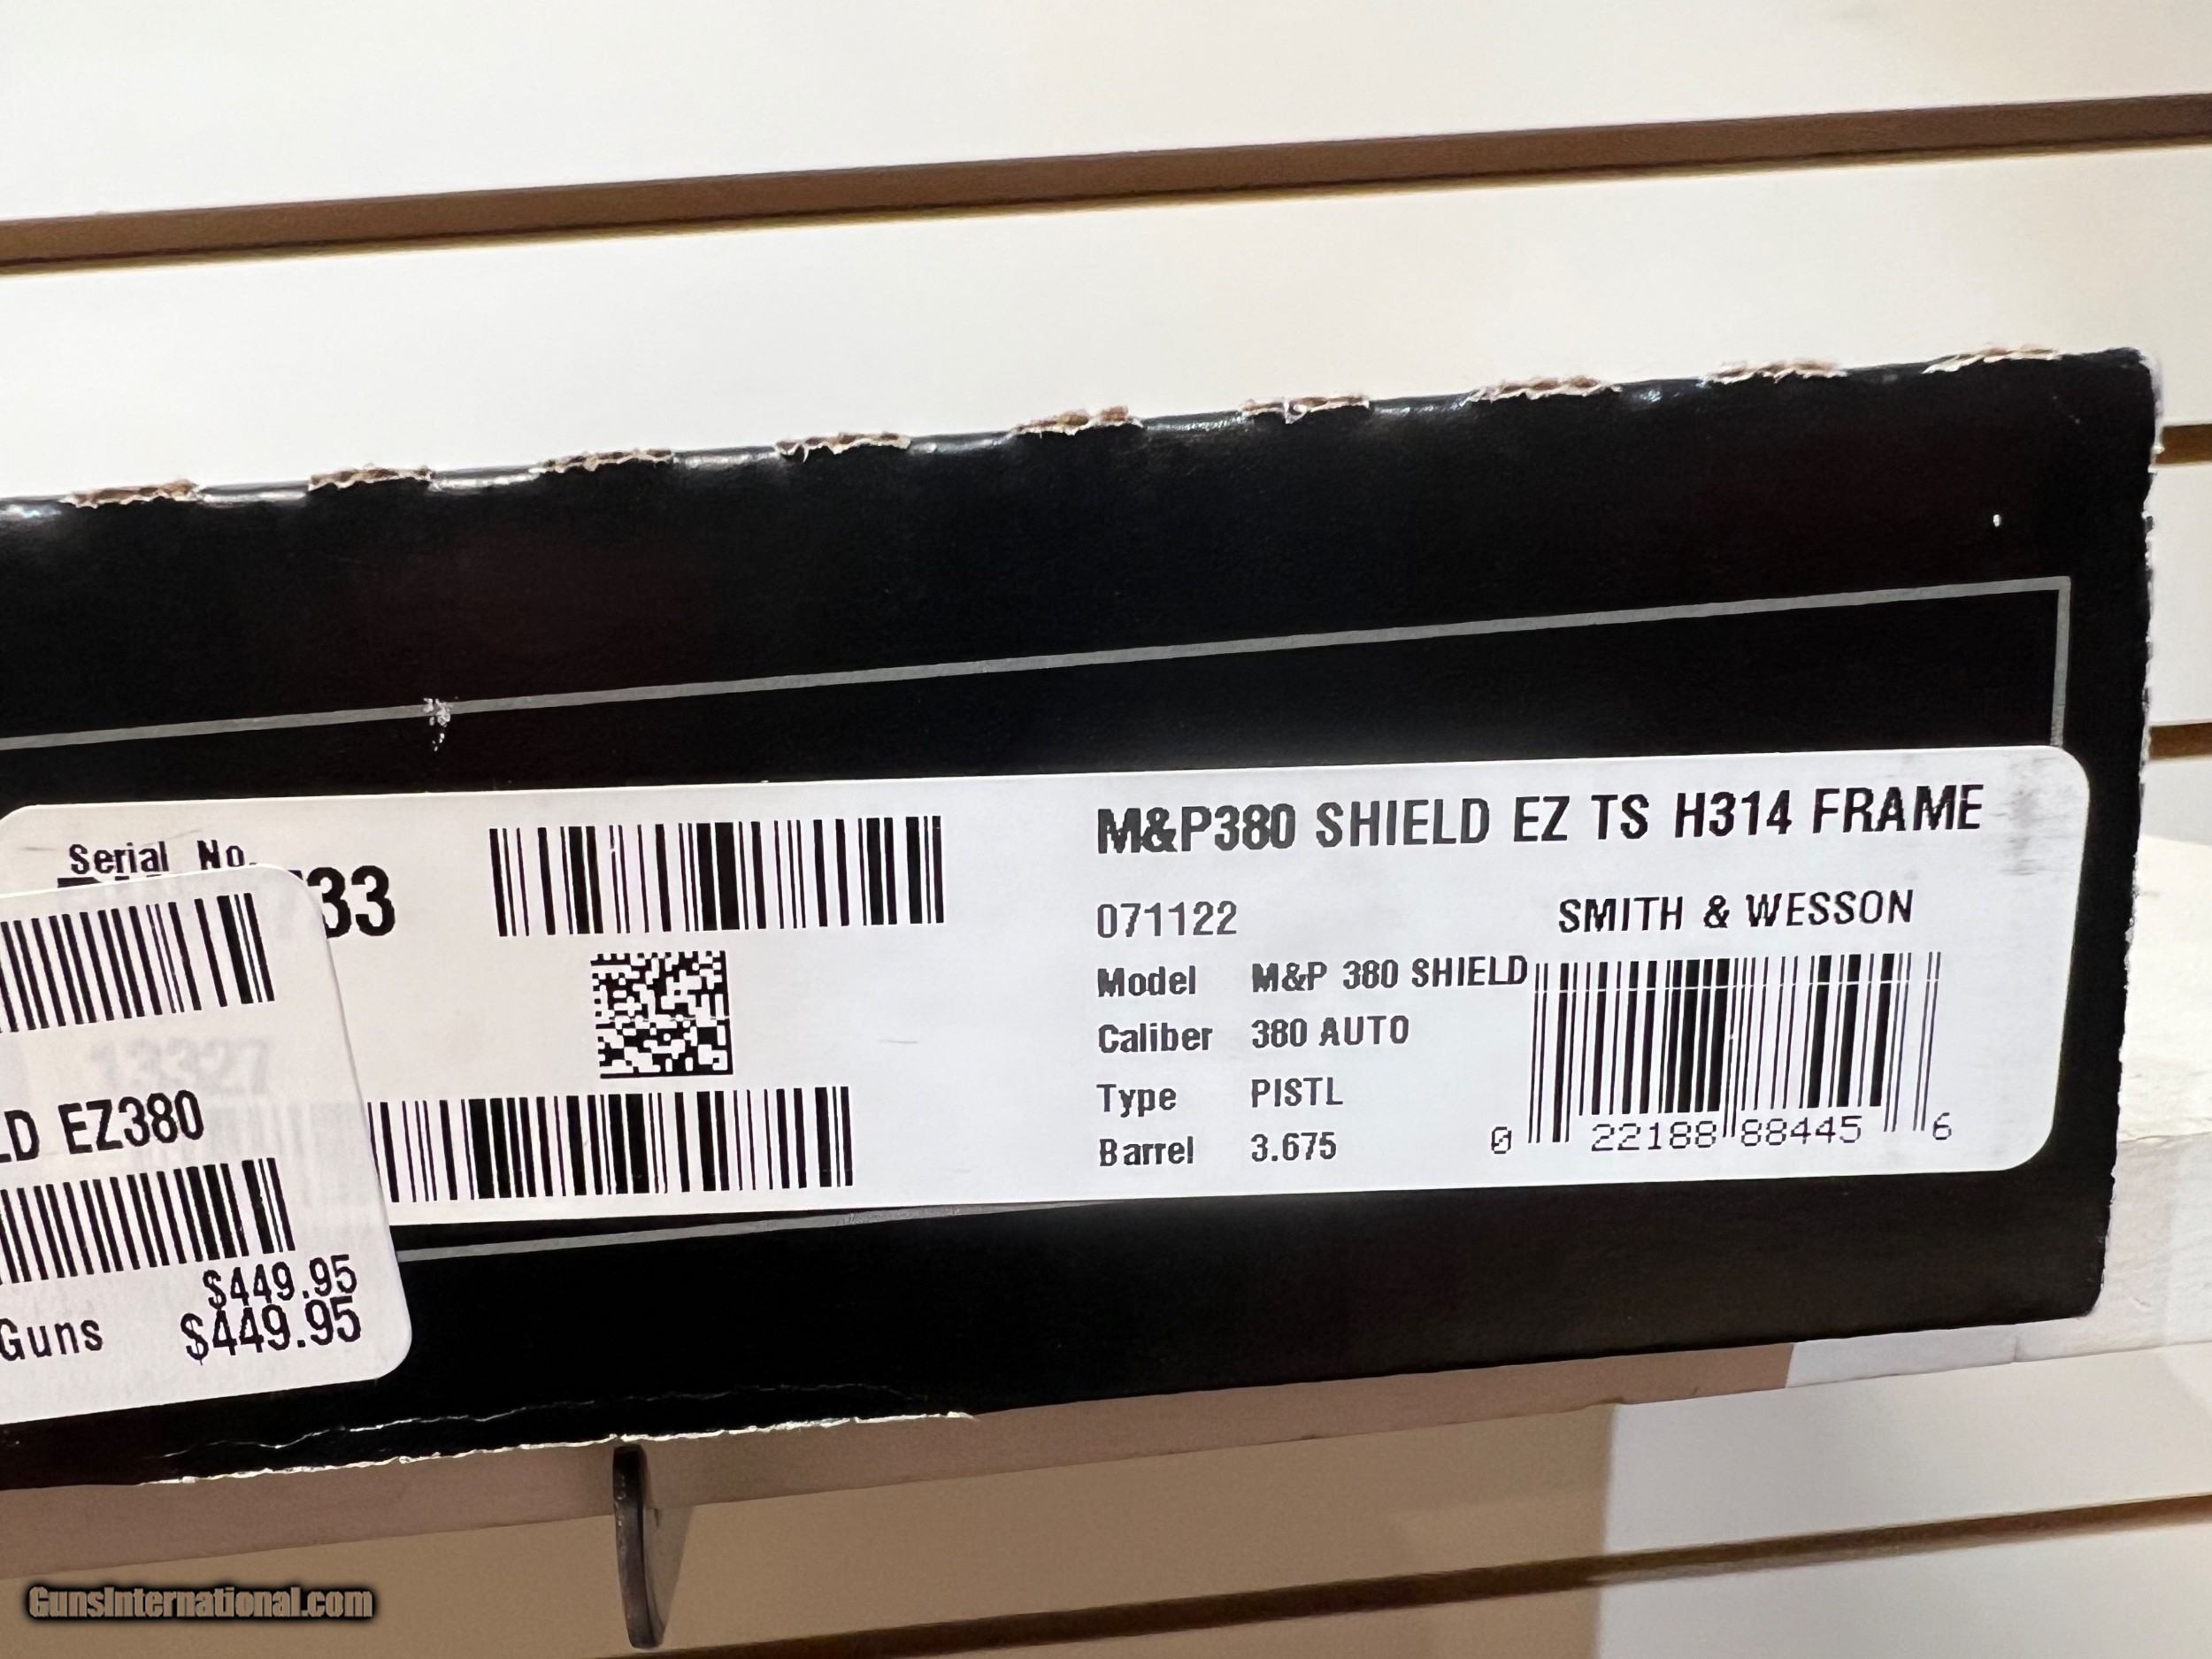 Serial No.
33
13327
LD EZ380
$449.95
Guns $449.95
M&P380 SHIELD EZ TS H314 FRAME
071122 SMITH & WESSON
Model M&P 380 SHIELD
Caliber 380 AUTO
Type PISTL
Barrel 3.675
0 22188 88445 6
GunsInternational.com